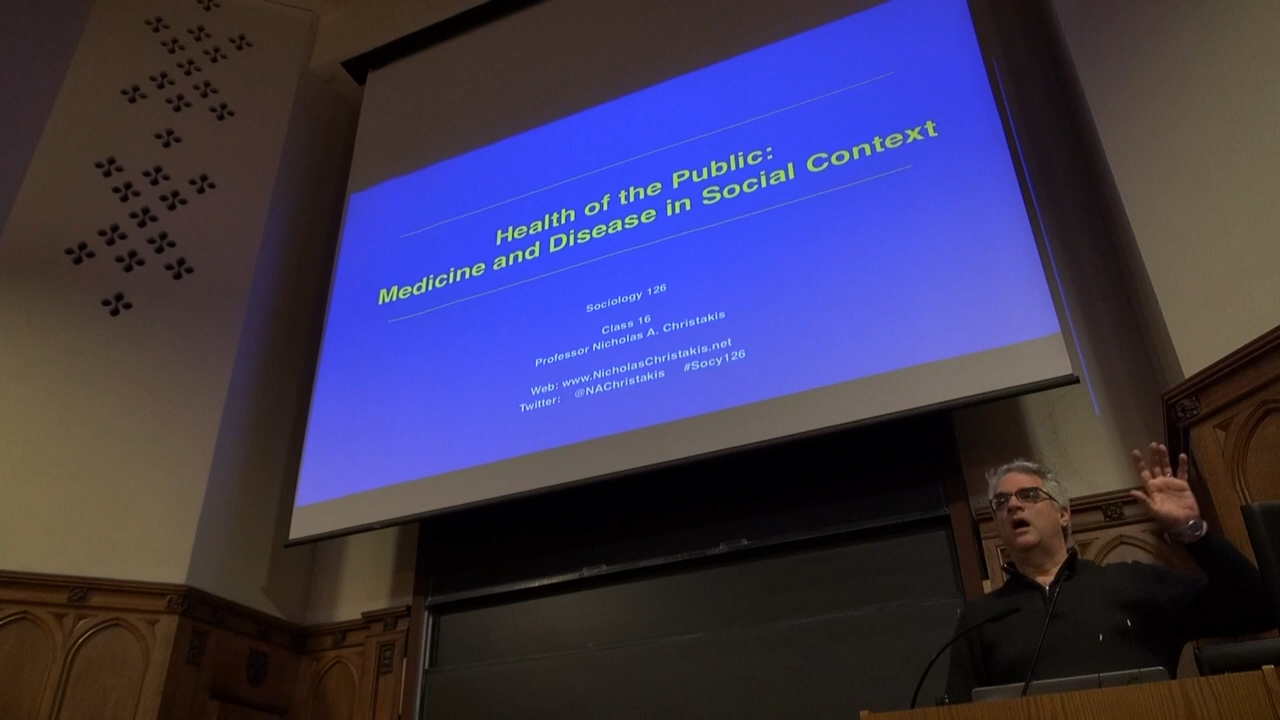 Health of the Public:
Medicine and Disease in Social Context
Sociology 126
Class 16
Professor Nicholas A. Christakis
Web: www.NicholasChristakis.net
Twitter: @NAChristakis #Socy126